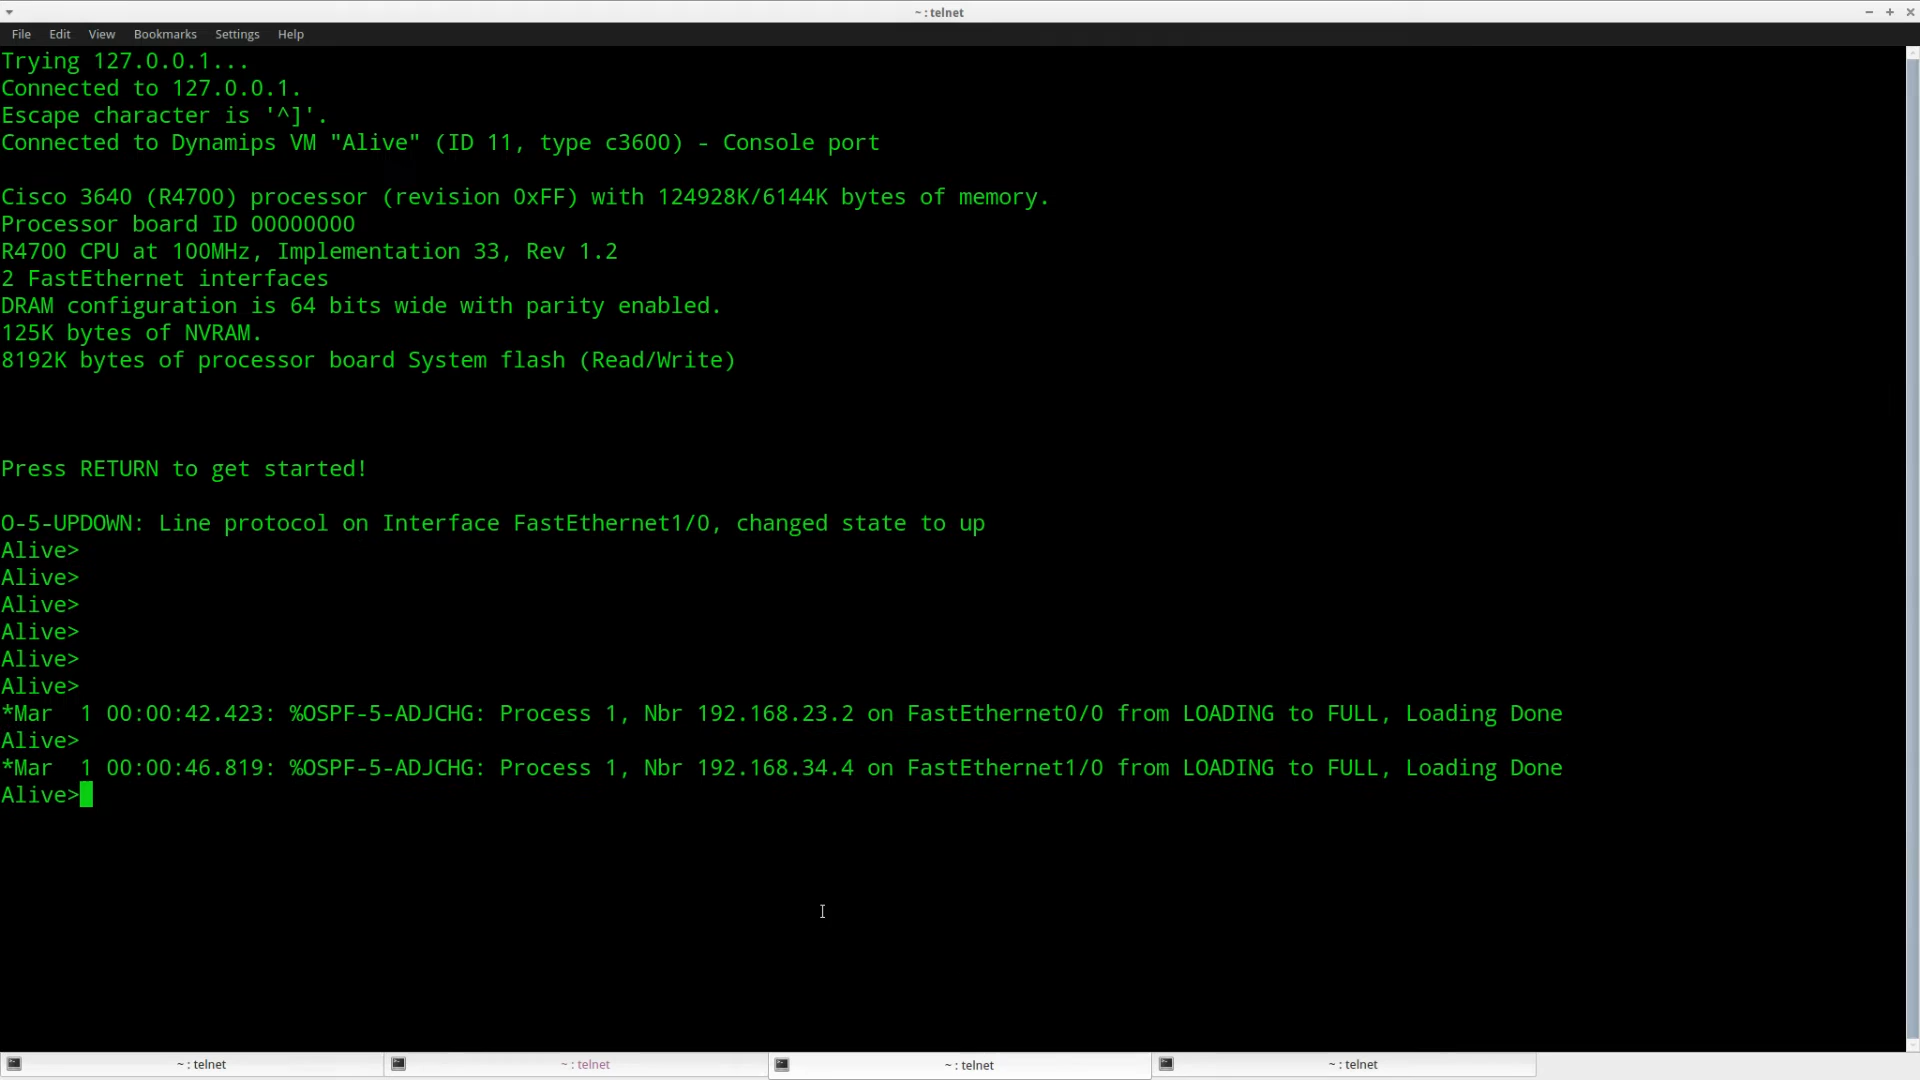 ~ : telnet
File Edit View Bookmarks Settings Help
Trying 127.0.0.1...
Connected to 127.0.0.1.
Escape character is '^]'.
Connected to Dynamips VM "Alive" (ID 11, type c3600) - Console port
Cisco 3640 (R4700) processor (revision 0xFF) with 124928K/6144K bytes of memory.
Processor board ID 00000000
R4700 CPU at 100MHz, Implementation 33, Rev 1.2
2 FastEthernet interfaces
DRAM configuration is 64 bits wide with parity enabled.
125K bytes of NVRAM.
8192K bytes of processor board System flash (Read/Write)
Press RETURN to get started!
O-5-UPDOWN: Line protocol on Interface FastEthernet1/0, changed state to up
Alive>
Alive>
Alive>
Alive>
Alive>
Alive>
*Mar  1 00:00:42.423: %OSPF-5-ADJCHG: Process 1, Nbr 192.168.23.2 on FastEthernet0/0 from LOADING to FULL, Loading Done
Alive>
*Mar  1 00:00:46.819: %OSPF-5-ADJCHG: Process 1, Nbr 192.168.34.4 on FastEthernet1/0 from LOADING to FULL, Loading Done
Alive>
~ : telnet ~ : telnet ~ : telnet ~ : telnet